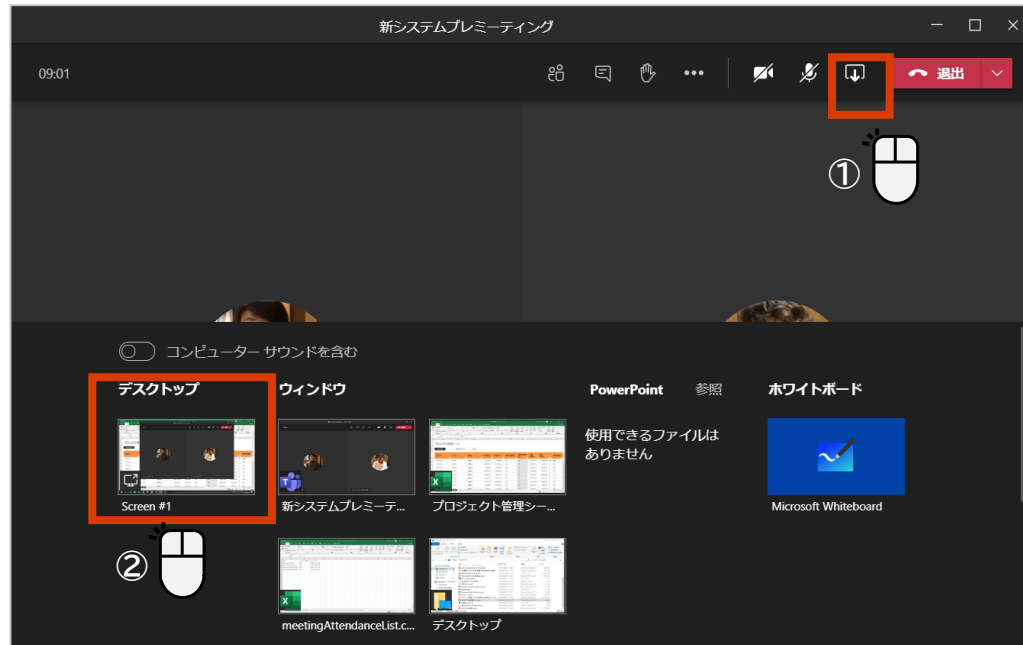 新システムプレミーティング
09:01
退出
①
コンピューター サウンドを含む
デスクトップ
ウィンドウ
PowerPoint
参照
ホワイトボード
使用できるファイルは
ありません
Screen #1
新システムプレミーテ...
プロジェクト管理シー...
Microsoft Whiteboard
②
meetingAttendanceList.c...
デスクトップ